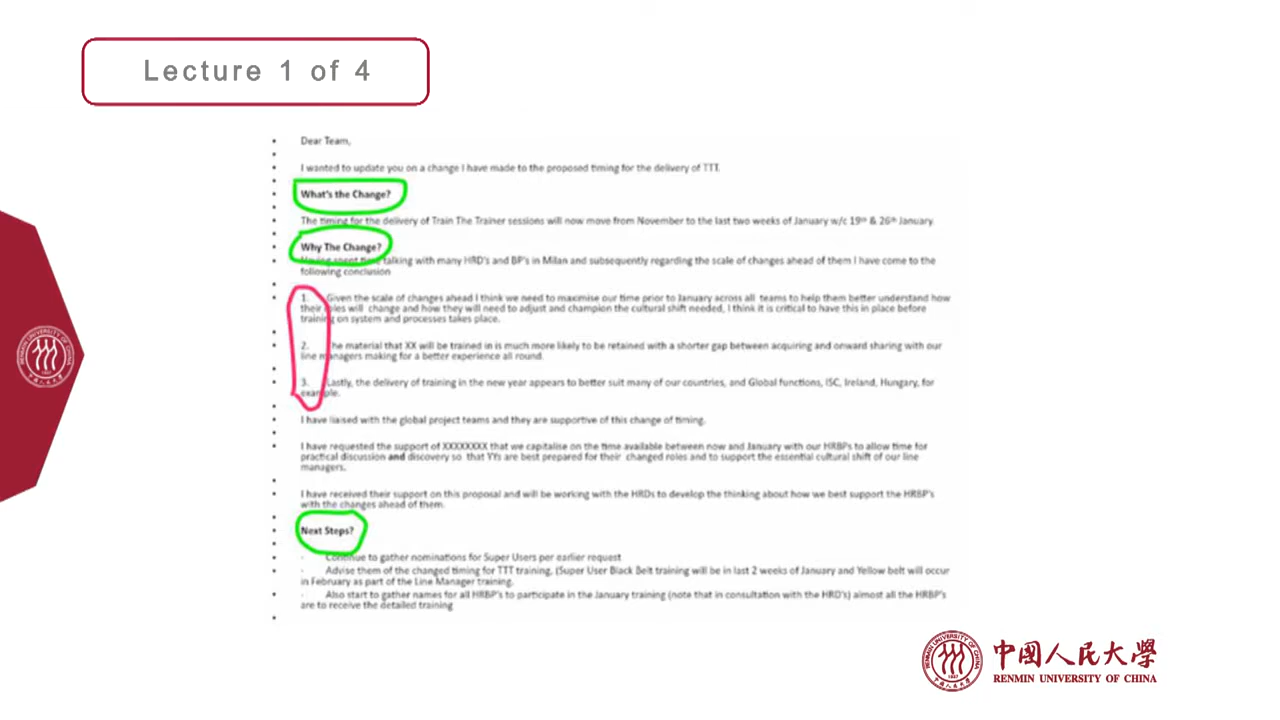 Lecture 1 of 4
Dear Team,
I wanted to update you on a change I have made to the proposed timing for the delivery of TTT.
What's the Change?
The timing for the delivery of Train The Trainer sessions will now move from November to the last two weeks of January w/c 19th & 26th January.
Why The Change?
Having spent time talking with many HRD's and BP's in Milan and subsequently regarding the scale of changes ahead of them I have come to the
following conclusion
1. Given the scale of changes ahead I think we need to maximise our time prior to January across all teams to help them better understand how
their roles will change and how they will need to adjust and champion the cultural shift needed, I think it is critical to have this in place before
training on system and processes takes place.
2. The material that XX will be trained in is much more likely to be retained with a shorter gap between acquiring and onward sharing with our
line managers making for a better experience all round.
3. Lastly, the delivery of training in the new year appears to better suit many of our countries, and Global functions, ISC, Ireland, Hungary, for
example.
I have liaised with the global project teams and they are supportive of this change of timing.
I have requested the support of XXXXXXXX that we capitalise on the time available between now and January with our HRBP's to allow time for
practical discussion and discovery so that YYs are best prepared for their changed roles and to support the essential cultural shift of our line
managers.
I have received their support on this proposal and will be working with the HRDs to develop the thinking about how we best support the HRBP's
with the changes ahead of them.
Next Steps?
· Continue to gather nominations for Super Users per earlier request
· Advise them of the changed timing for TTT training, (Super User Black Belt training will be in last 2 weeks of January and Yellow belt will occur
in February as part of the Line Manager training.
· Also start to gather names for all HRBP's to participate in the January training (note that in consultation with the HRD's) almost all the HRBP's
are to receive the detailed training
RENMIN UNIVERSITY OF CHINA
1937
中國人民大學
RENMIN UNIVERSITY OF CHINA